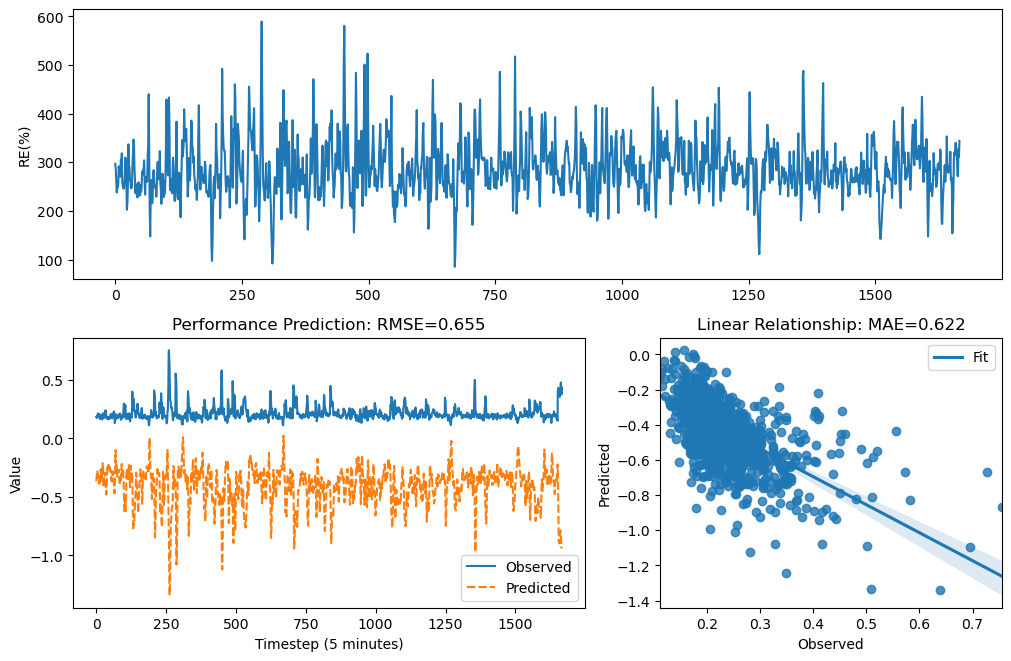 600
500
400
300
200
100
RE(%)
0 250 500 750 1000 1250 1500
Performance Prediction: RMSE=0.655
0.5
0.0
−0.5
−1.0
Value
0 250 500 750 1000 1250 1500
Timestep (5 minutes)
Observed
Predicted
Linear Relationship: MAE=0.622
0.0
−0.2
−0.4
−0.6
−0.8
−1.0
−1.2
−1.4
Predicted
0.2 0.3 0.4 0.5 0.6 0.7
Observed
Fit